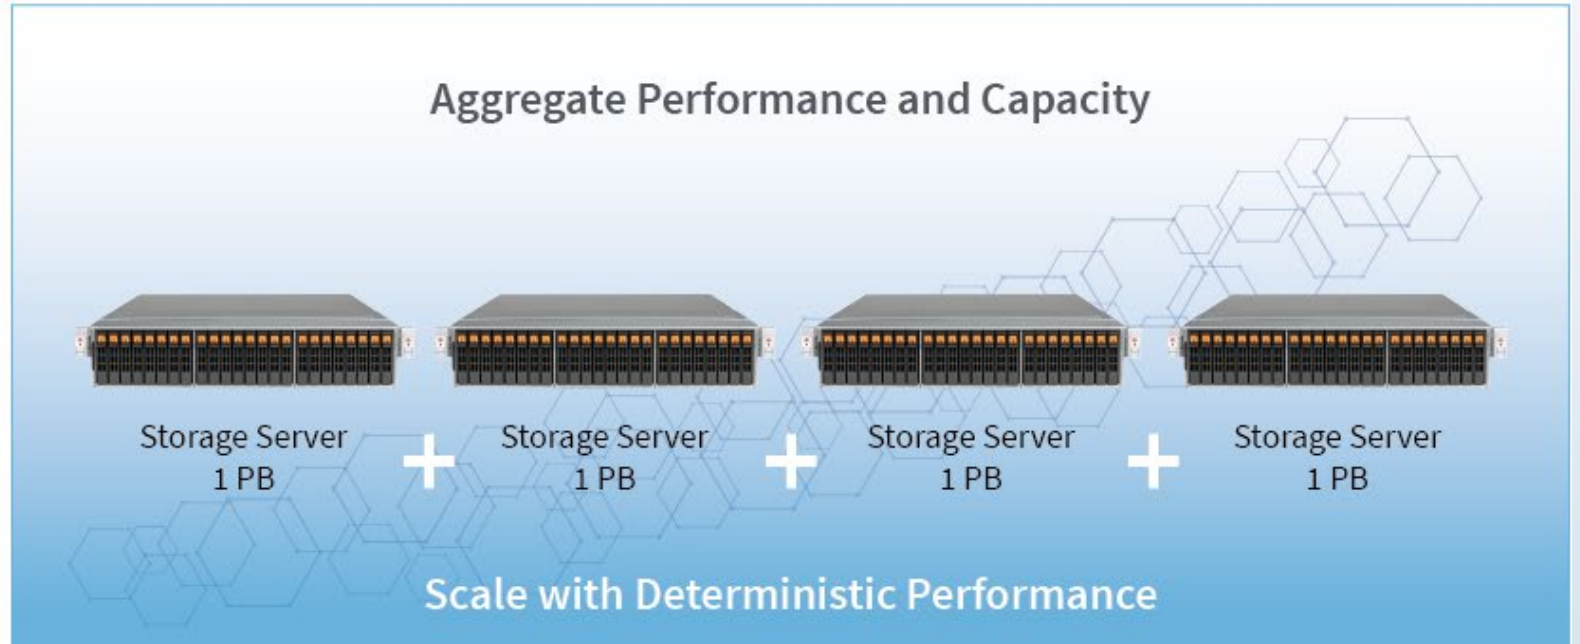 Aggregate Performance and Capacity
Storage Server
1 PB
+
Storage Server
1 PB
+
Storage Server
1 PB
+
Storage Server
1 PB
Scale with Deterministic Performance